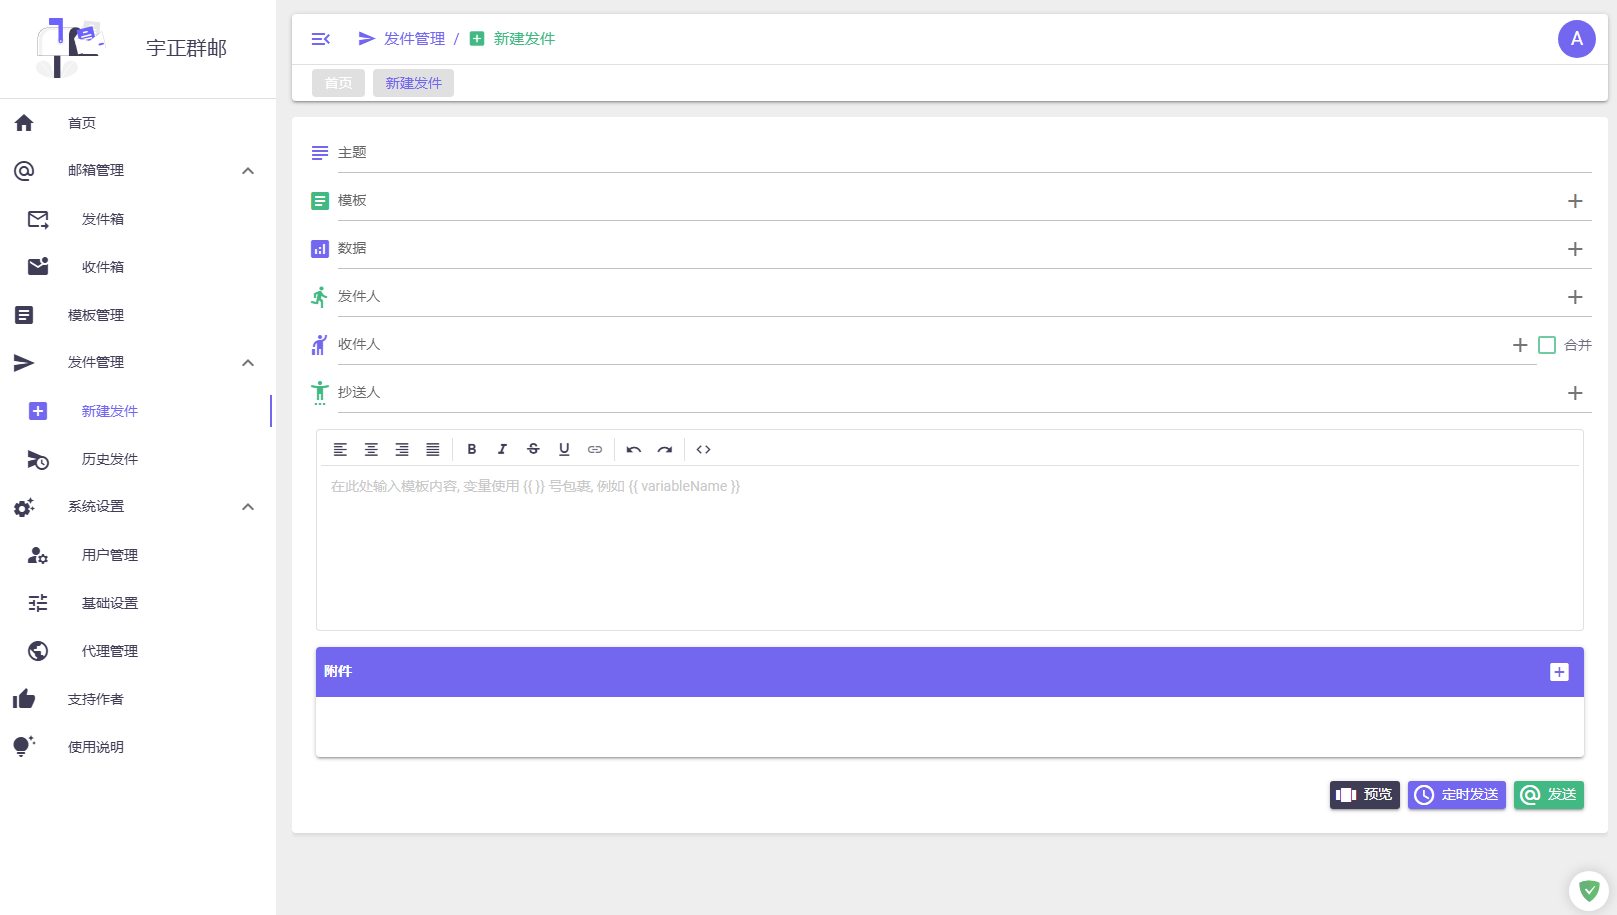 宇正群邮
首页
邮箱管理
发件箱
收件箱
模板管理
发件管理
新建发件
历史发件
系统设置
用户管理
基础设置
代理管理
支持作者
使用说明
发件管理 / 新建发件
A
首页 新建发件
主题
模板
数据
发件人
收件人 合并
抄送人
在此处输入模板内容, 变量使用 {{ }} 号包裹, 例如 {{ variableName }}
附件
预览 定时发送 发送